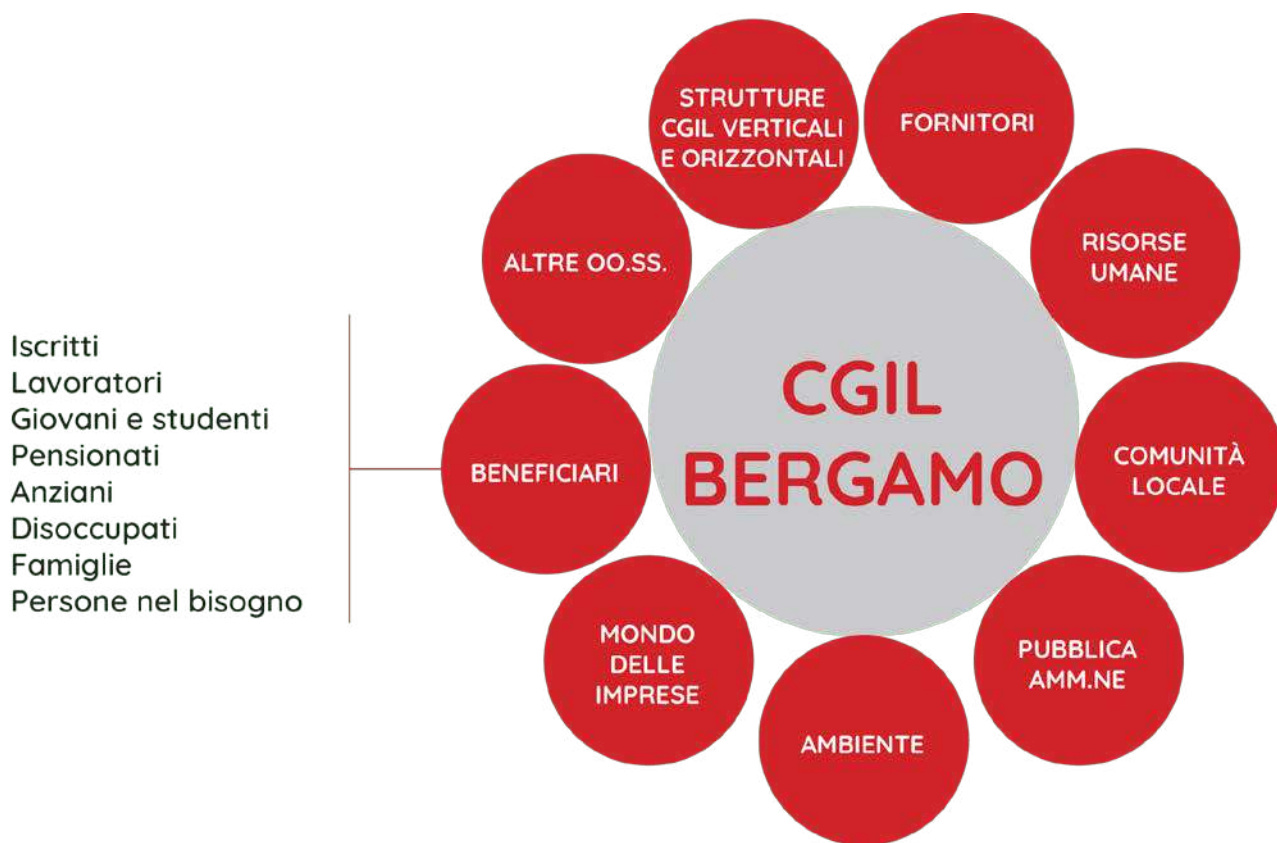 STRUTTURE
CGIL VERTICALI
E ORIZZONTALI
FORNITORI
RISORSE
UMANE
COMUNITÀ
LOCALE
PUBBLICA
AMM.NE
AMBIENTE
MONDO
DELLE
IMPRESE
BENEFICIARI
ALTRE OO.SS.
CGIL
BERGAMO
Iscritti
Lavoratori
Giovani e studenti
Pensionati
Anziani
Disoccupati
Famiglie
Persone nel bisogno